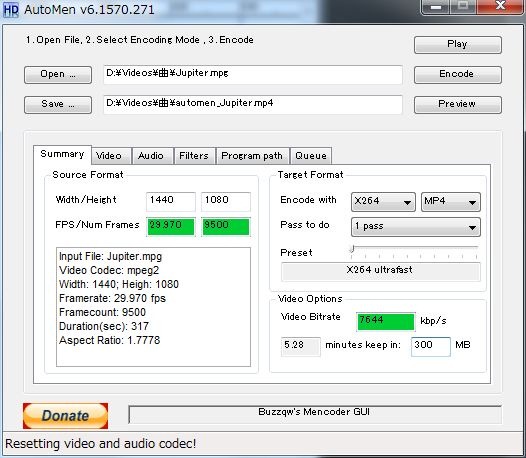 HD AutoMen v6.1570.271
1.Open File, 2. Select Encoding Mode , 3. Encode
Play
Open ...
D:¥Videos¥曲¥Jupiter.mpg
Encode
Save ...
D:¥Videos¥曲¥automen_Jupiter.mp4
Preview
Summary Video Audio Filters Program path Queue
Source Format
Width/Height 1440 1080
FPS/Num Frames 29.970 9500
Input File: Jupiter.mpg
Video Codec: mpeg2
Width: 1440; Heigh: 1080
Framerate: 29.970 fps
Framecount: 9500
Duration(sec): 317
Aspect Ratio: 1.7778
Target Format
Encode with X264 MP4
Pass to do 1 pass
Preset
X264 ultrafast
Video Options
Video Bitrate 7644 kbp/s
5:28 minutes keep in: 300 MB
Donate
Buzzqw's Mencoder GUI
Resetting video and audio codec!